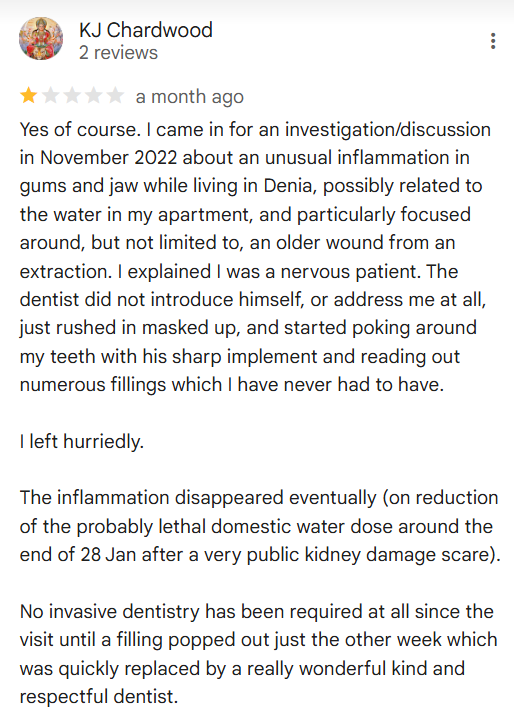 KJ Chardwood
2 reviews
a month ago
Yes of course. I came in for an investigation/discussion
in November 2022 about an unusual inflammation in
gums and jaw while living in Denia, possibly related to
the water in my apartment, and particularly focused
around, but not limited to, an older wound from an
extraction. I explained I was a nervous patient. The
dentist did not introduce himself, or address me at all,
just rushed in masked up, and started poking around
my teeth with his sharp implement and reading out
numerous fillings which I have never had to have.
I left hurriedly.
The inflammation disappeared eventually (on reduction
of the probably lethal domestic water dose around the
end of 28 Jan after a very public kidney damage scare).
No invasive dentistry has been required at all since the
visit until a filling popped out just the other week which
was quickly replaced by a really wonderful kind and
respectful dentist.